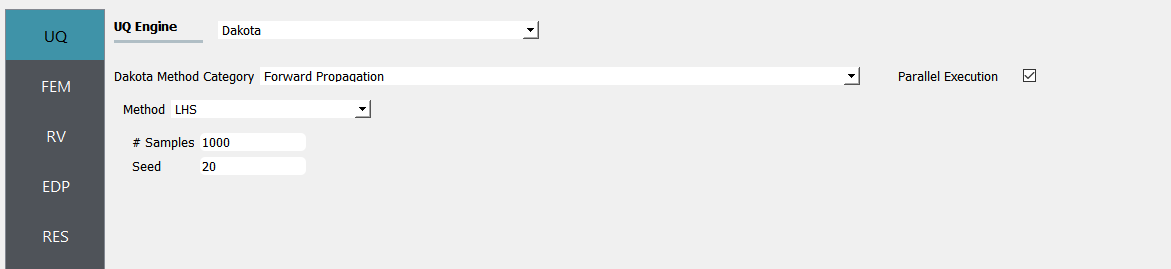 UQ
FEM
RV
EDP
RES
UQ Engine Dakota
Dakota Method Category Forward Propagation Parallel Execution
Method LHS
# Samples 1000
Seed 20